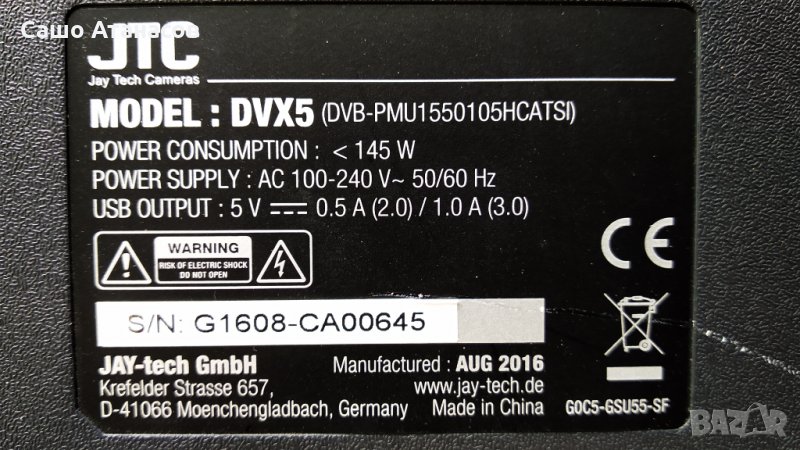 Сашо Атанасов
JTC
Jay Tech Cameras
MODEL : DVX5 (DVB-PMU1550105HCATSI)
POWER CONSUMPTION : < 145 W
POWER SUPPLY : AC 100-240 V~ 50/60 Hz
USB OUTPUT : 5 V ⎓ 0.5 A (2.0) / 1.0 A (3.0)
WARNING
RISK OF ELECTRIC SHOCK
DO NOT OPEN
CE
S/N: G1608-CA00645
JAY-tech GmbH
Krefelder Strasse 657,
D-41066 Moenchengladbach, Germany
Manufactured : AUG 2016
www.jay-tech.de
Made in China
G0C5-GSU55-SF
bazar